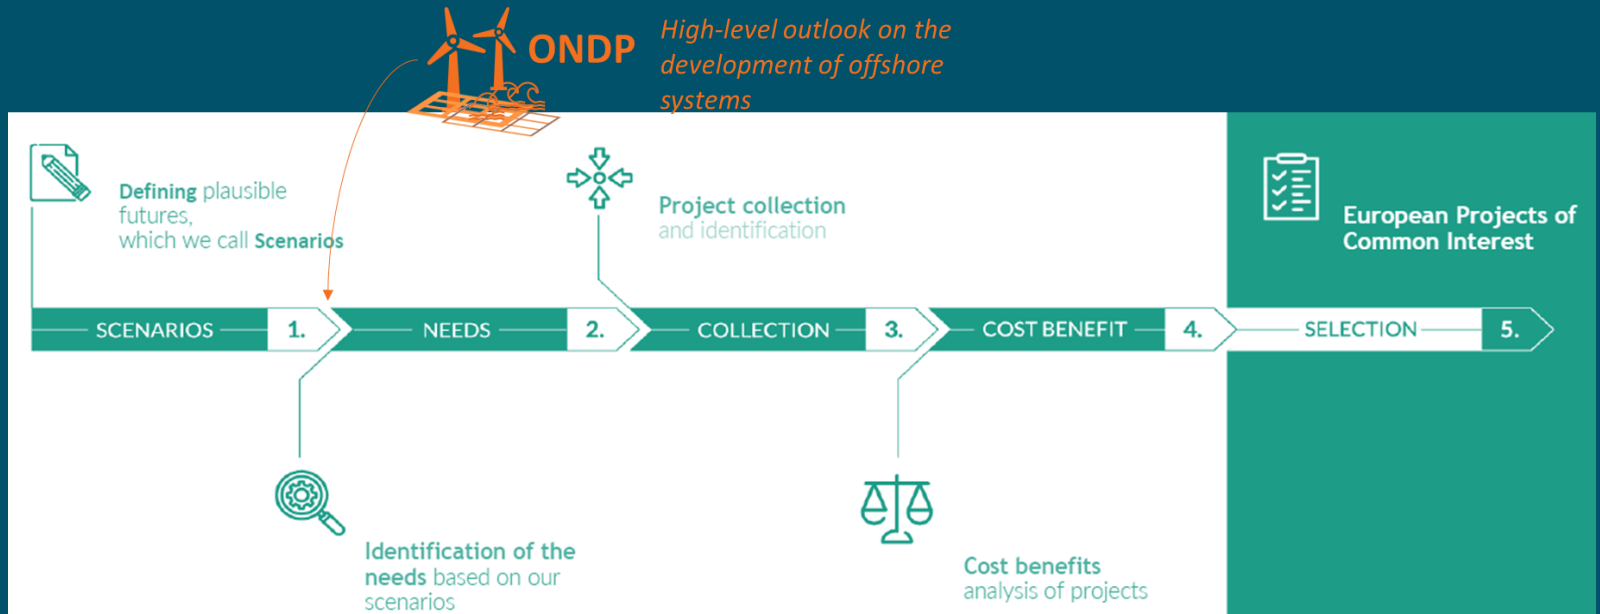 ONDP
High-level outlook on the
development of offshore
systems
Defining plausible
futures,
which we call Scenarios
Project collection
and identification
European Projects of
Common Interest
SCENARIOS 1. NEEDS 2. COLLECTION 3. COST BENEFIT 4. SELECTION 5.
Identification of the
needs based on our
scenarios
Cost benefits
analysis of projects